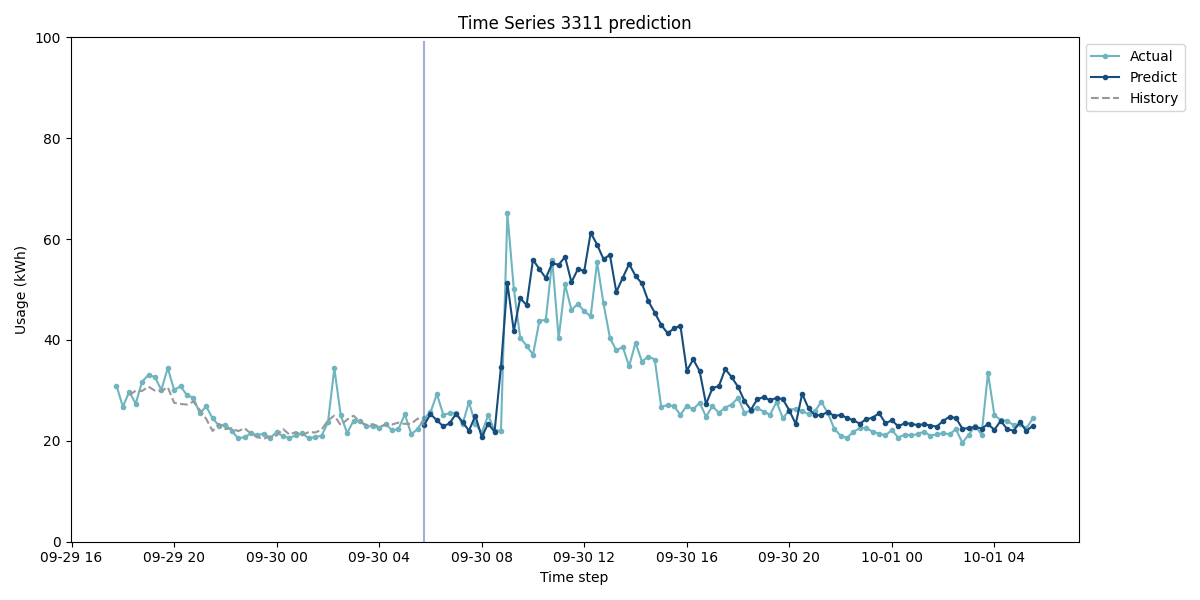 Time Series 3311 prediction
100
80
60
40
20
0
Usage (kWh)
09-29 16
09-29 20
09-30 00
09-30 04
09-30 08
09-30 12
09-30 16
09-30 20
10-01 00
10-01 04
Time step
Actual
Predict
History